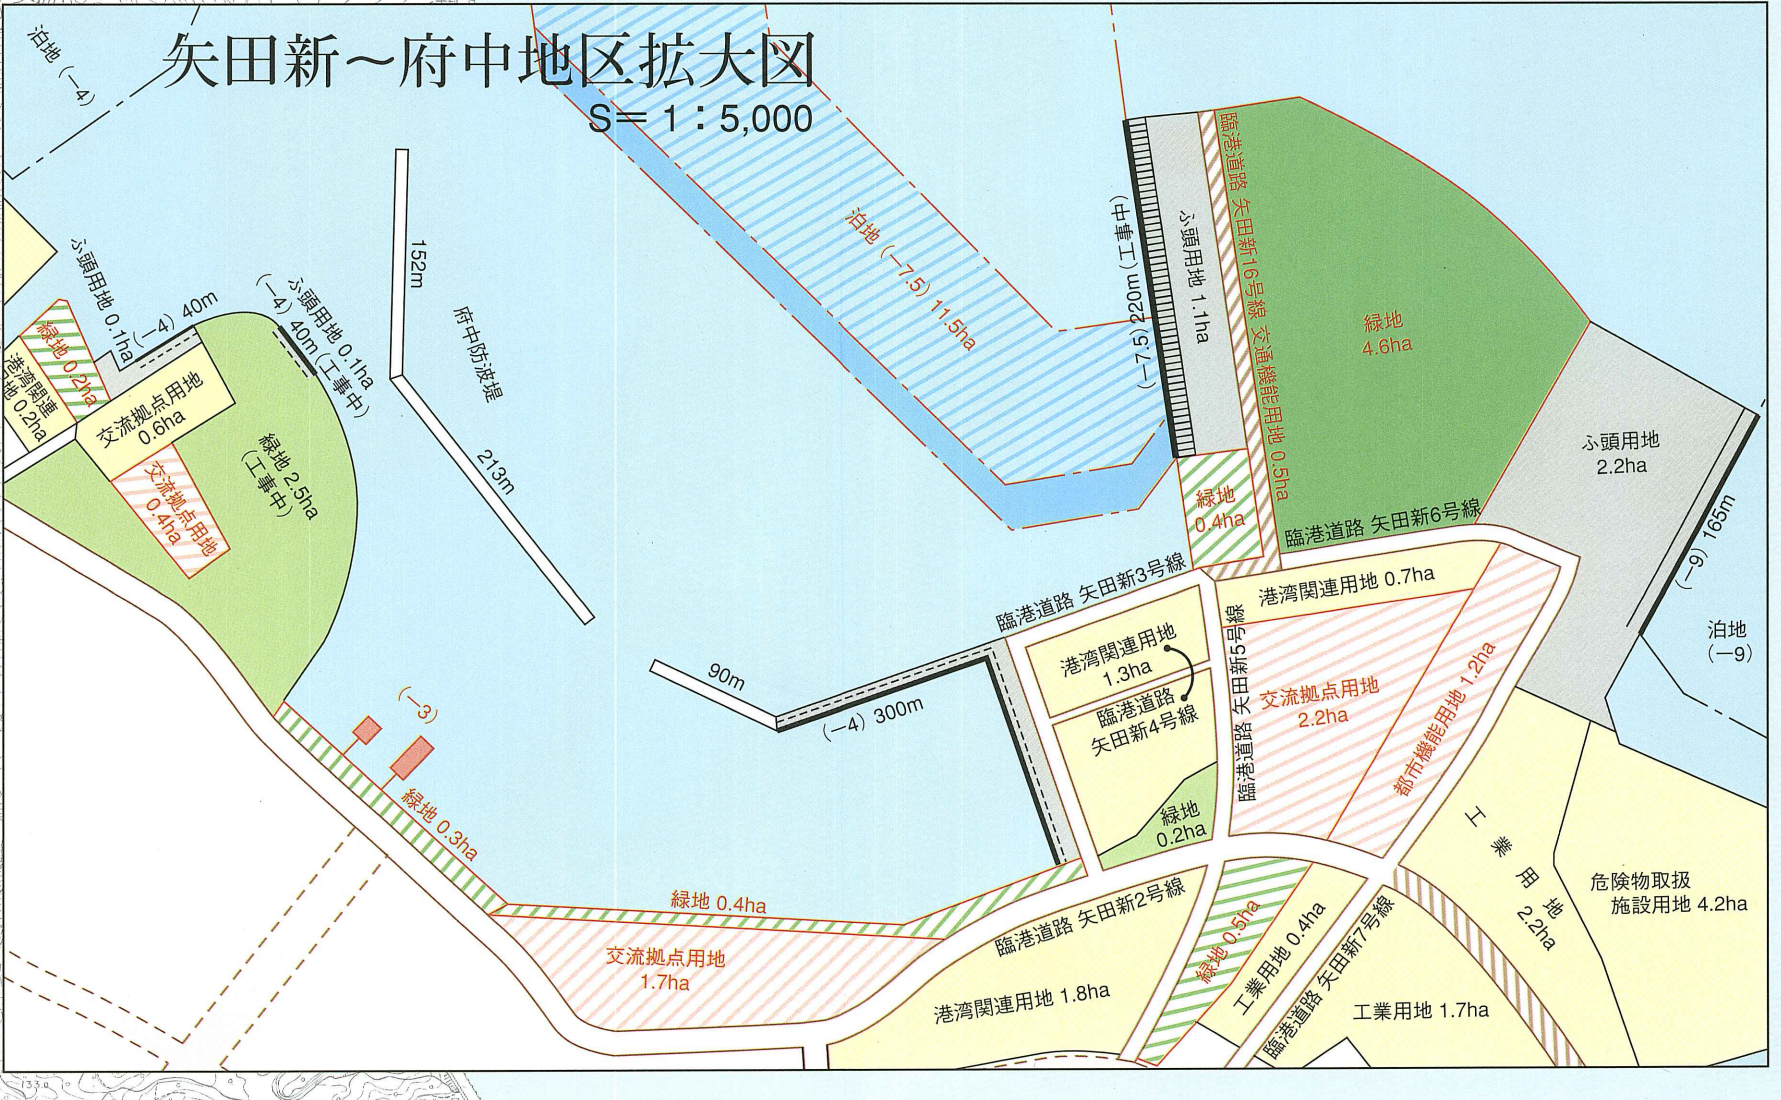 矢田新～府中地区拡大図
S＝1：5,000
泊地（−4）
ふ頭用地 0.1ha
（−4）40m
ふ頭用地 0.1ha
（−4）40m（工事中）
緑地 0.2ha
港湾関連
用地 0.2ha
交流拠点用地
0.6ha
交流拠点用地
0.4ha
緑地 2.5ha
（工事中）
152m
府中防波堤
213m
90m
（−4）300m
（−3）
緑地 0.3ha
緑地 0.4ha
交流拠点用地
1.7ha
泊地（−7.5）11.5ha
（−7.5）220m（工事中）
ふ頭用地 1.1ha
臨港道路 矢田新16号線 交通機能用地 0.5ha
緑地
4.6ha
緑地
0.4ha
ふ頭用地
2.2ha
（−9）165m
泊地
（−9）
臨港道路 矢田新6号線
臨港道路 矢田新3号線
港湾関連用地 0.7ha
港湾関連用地
1.3ha
臨港道路
矢田新4号線
臨港道路 矢田新5号線
交流拠点用地
2.2ha
都市機能用地 1.2ha
緑地
0.2ha
臨港道路 矢田新2号線
港湾関連用地 1.8ha
緑地 0.5ha
工業用地 0.4ha
臨港道路 矢田新7号線
工業用地 1.7ha
工業用地
2.2ha
危険物取扱
施設用地 4.2ha
133.0